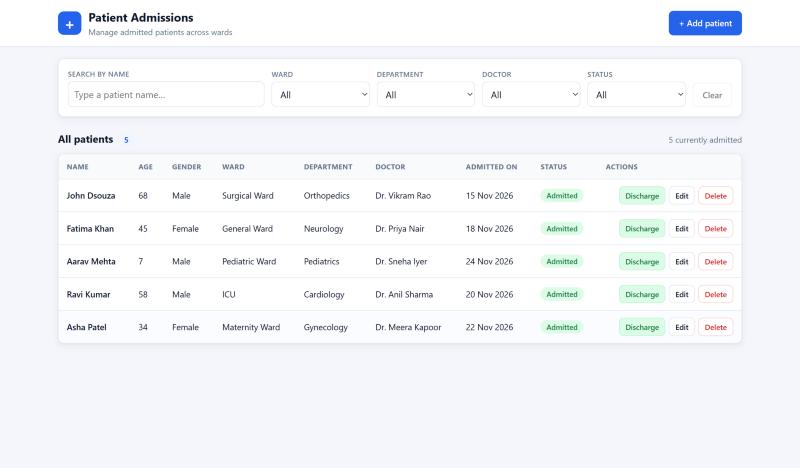 + Patient Admissions
Manage admitted patients across wards
+ Add patient
SEARCH BY NAME WARD DEPARTMENT DOCTOR STATUS
Type a patient name... All All All All Clear
All patients 5 5 currently admitted
NAME AGE GENDER WARD DEPARTMENT DOCTOR ADMITTED ON STATUS ACTIONS
John Dsouza 68 Male Surgical Ward Orthopedics Dr. Vikram Rao 15 Nov 2026 Admitted Discharge Edit Delete
Fatima Khan 45 Female General Ward Neurology Dr. Priya Nair 18 Nov 2026 Admitted Discharge Edit Delete
Aarav Mehta 7 Male Pediatric Ward Pediatrics Dr. Sneha Iyer 24 Nov 2026 Admitted Discharge Edit Delete
Ravi Kumar 58 Male ICU Cardiology Dr. Anil Sharma 20 Nov 2026 Admitted Discharge Edit Delete
Asha Patel 34 Female Maternity Ward Gynecology Dr. Meera Kapoor 22 Nov 2026 Admitted Discharge Edit Delete